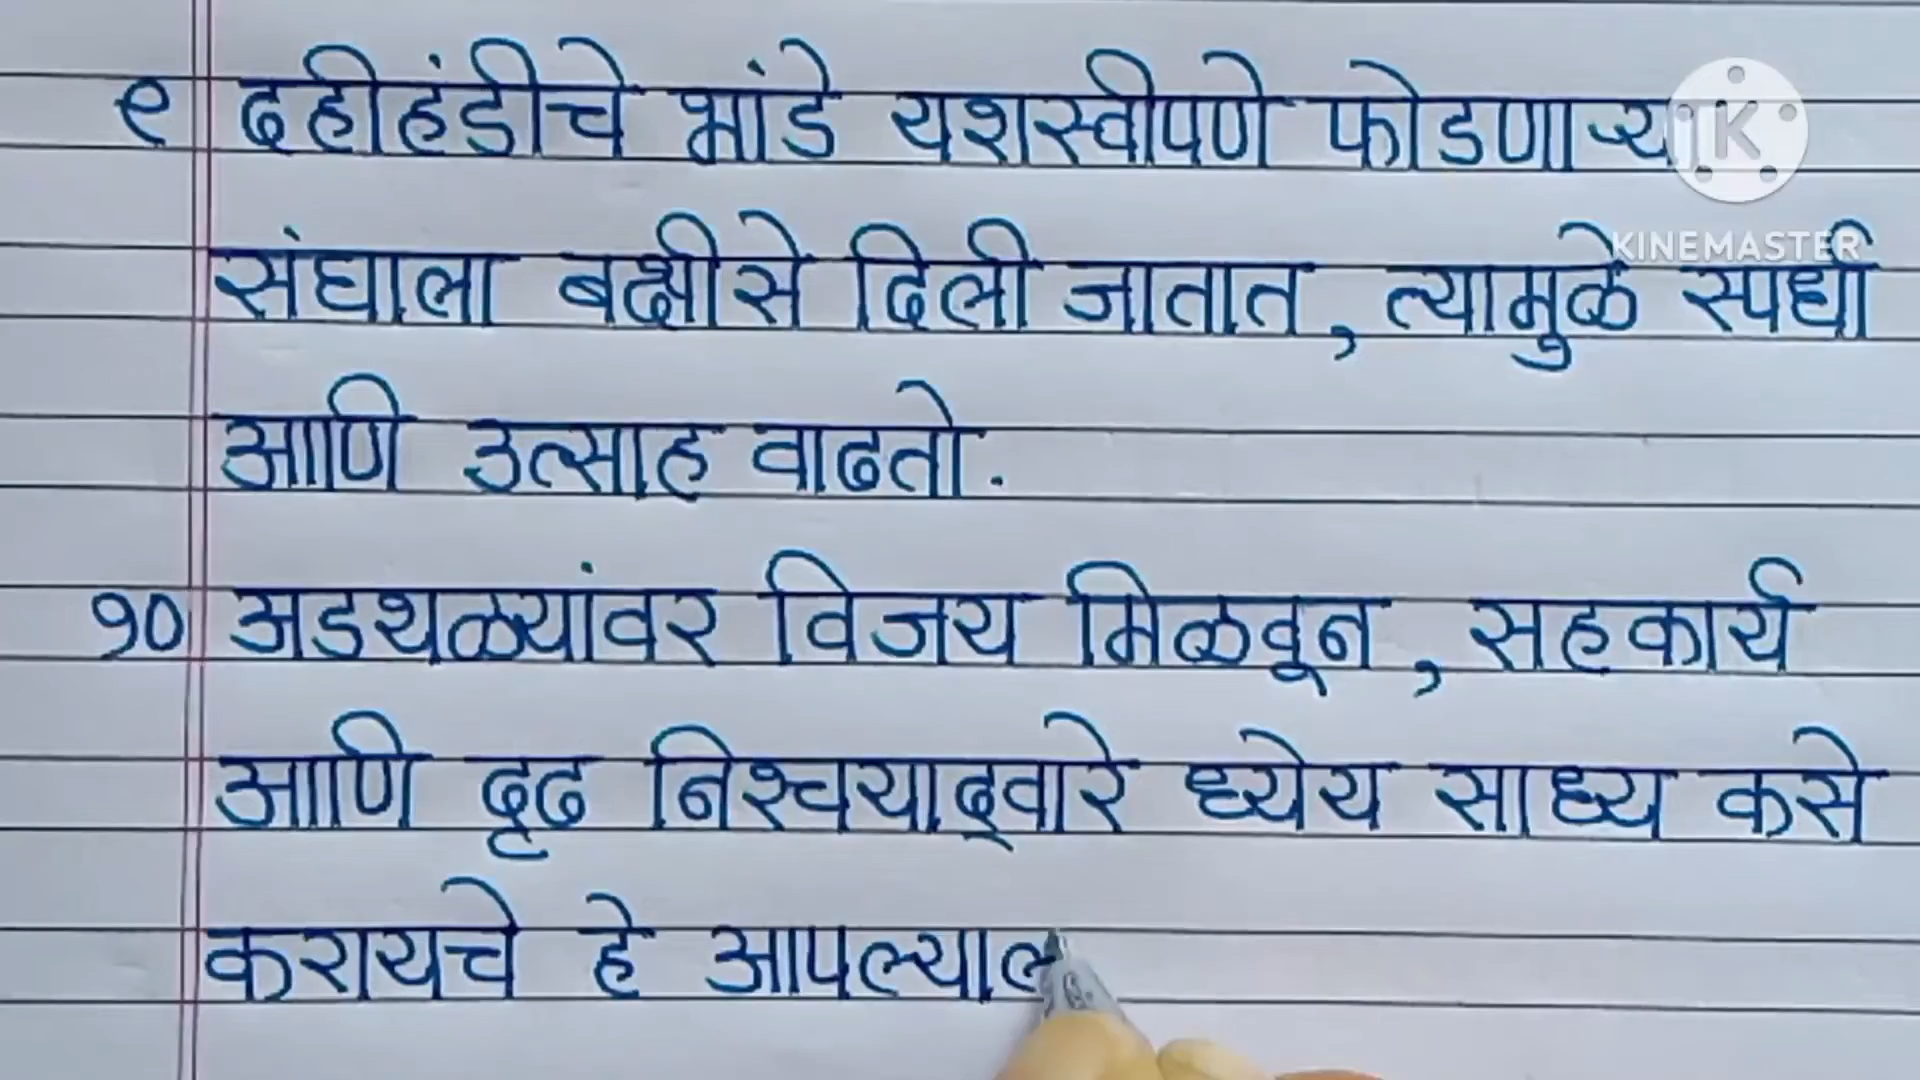 ९ दहीहंडीचे भांडे यशस्वीपणे फोडणाऱ्या
K
KINEMASTER
संघाला बक्षीसे दिली जातात, त्यामुळे स्पर्धा
आणि उत्साह वाढतो.
१० अडथळ्यांवर विजय मिळवून, सहकार्य
आणि दृढ निश्चयाद्वारे ध्येय साध्य कसे
करायचे हे आपल्याल